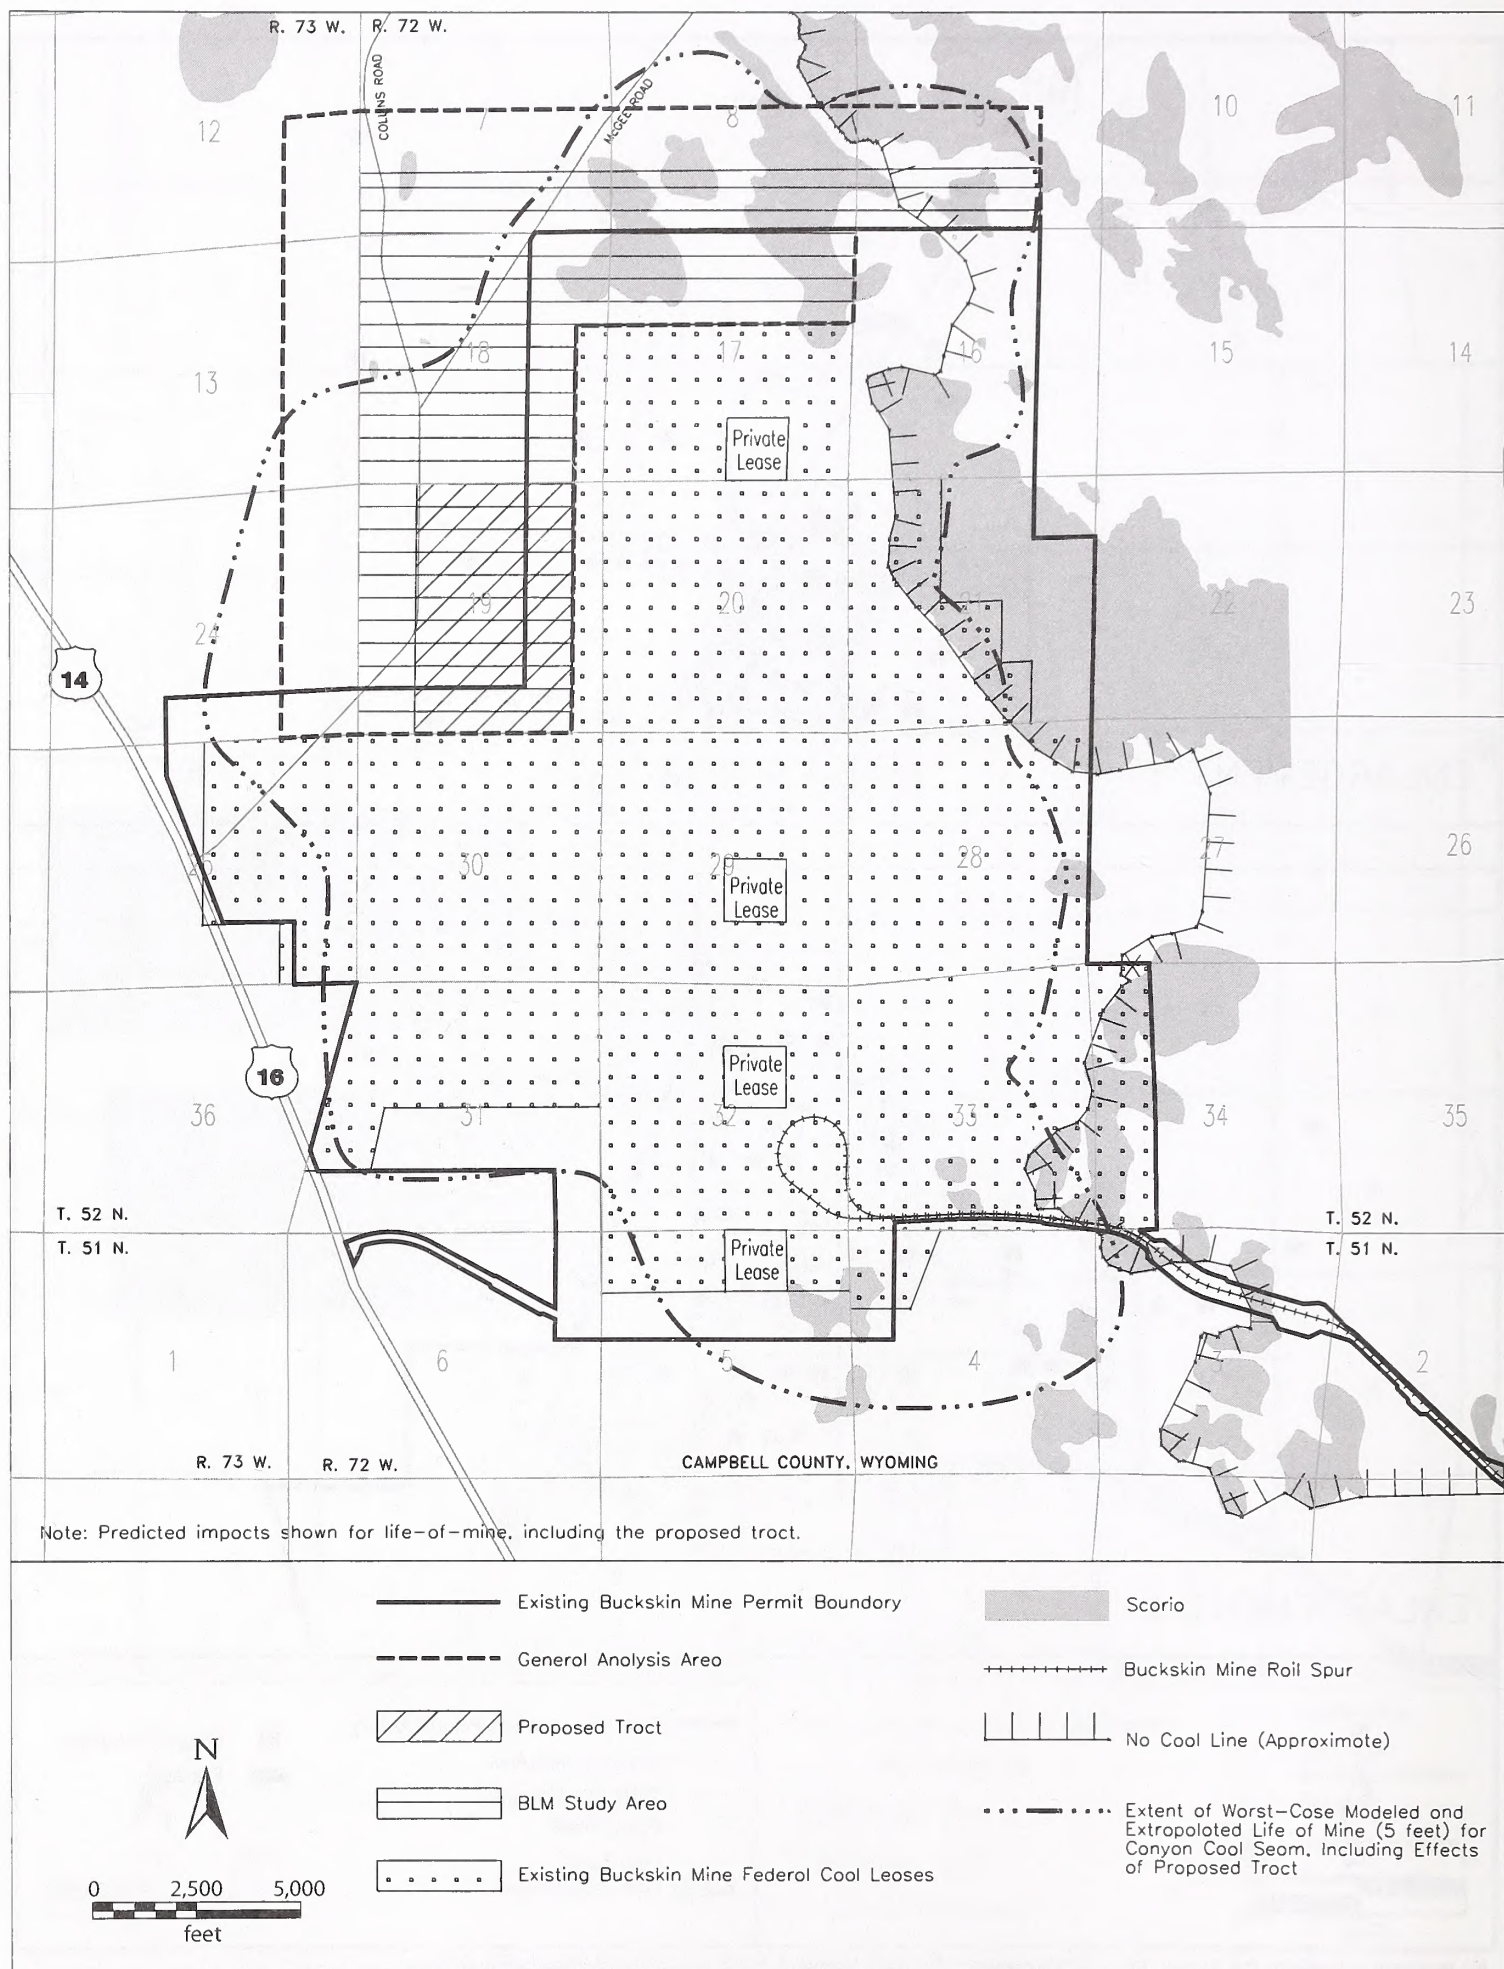 R. 73 W. R. 72 W.
COLLINS ROAD
McGEE ROAD
12 7 8 9 10 11
13 18 17 16 15 14
Private
Lease
24 19 20 21 22 23
14
25 30 29 28 27 26
Private
Lease
16
Private
Lease
36 31 32 33 34 35
T. 52 N. T. 52 N.
T. 51 N. T. 51 N.
Private
Lease
1 6 5 4 3 2
R. 73 W. R. 72 W.
CAMPBELL COUNTY, WYOMING
Note: Predicted impocts shown for life-of-mine, including the proposed troct.
Existing Buckskin Mine Permit Boundory
Generol Anolysis Areo
Proposed Troct
BLM Study Areo
Existing Buckskin Mine Federol Cool Leoses
Scorio
Buckskin Mine Roil Spur
No Cool Line (Approximote)
Extent of Worst-Cose Modeled ond
Extropoloted Life of Mine (5 feet) for
Conyon Cool Seom, Including Effects
of Proposed Troct
N
0 2,500 5,000
feet